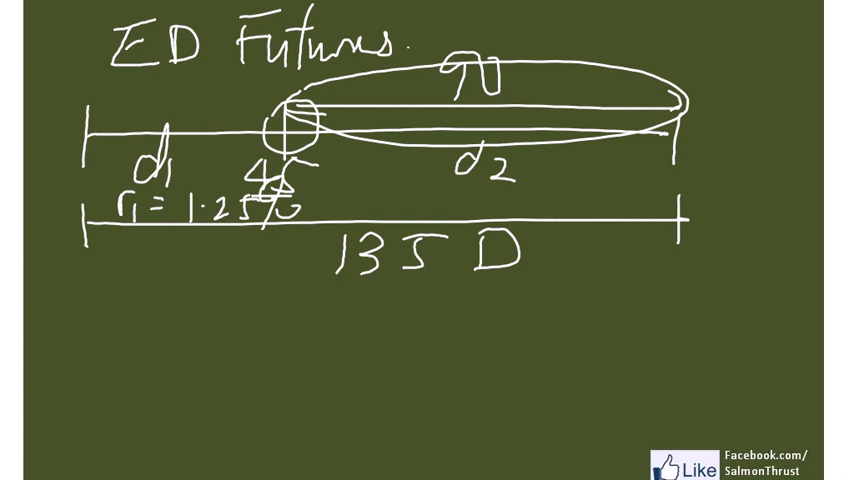 ED Futures.
90
d1 45 d2
r1 = 1.25%
135 D
Like
Facebook.com/
SalmonThrust